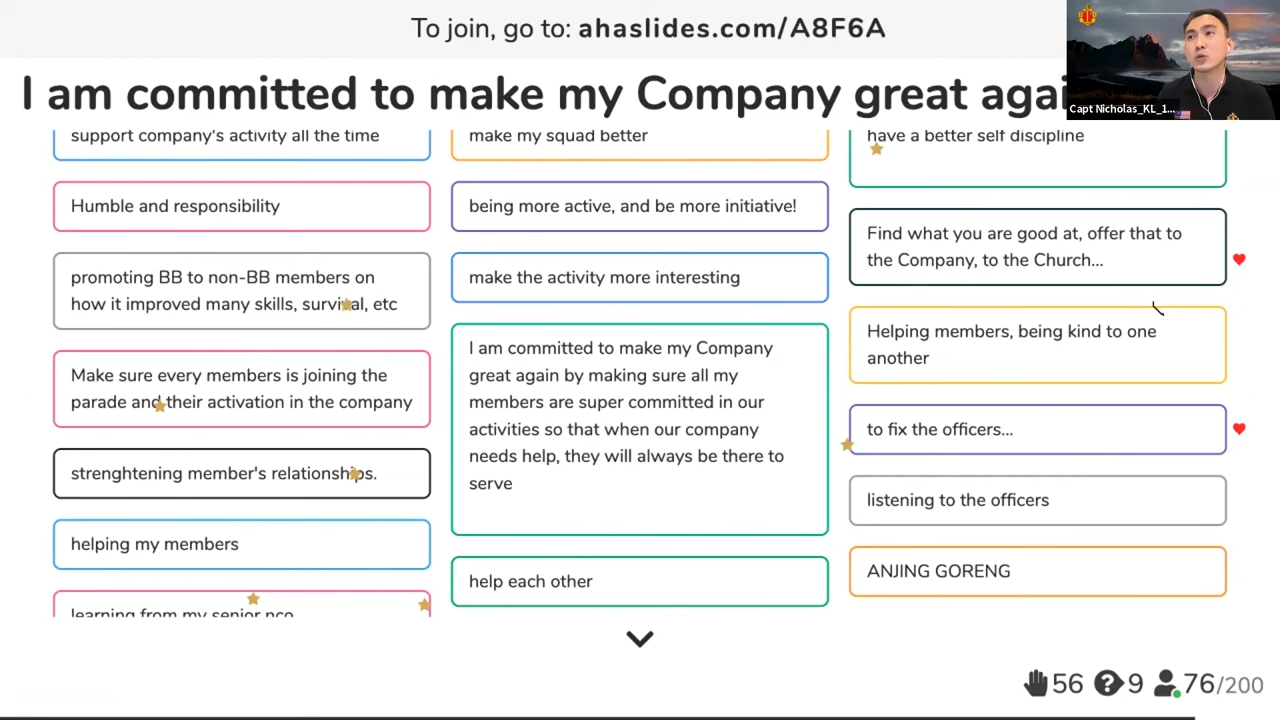 To join, go to: ahaslides.com/A8F6A
I am committed to make my Company great agai
Capt Nicholas_KL_1...
support company's activity all the time
Humble and responsibility
promoting BB to non-BB members on
how it improved many skills, survival, etc
Make sure every members is joining the
parade and their activation in the company
strenghtening member's relationships.
helping my members
learning from my senior nco
make my squad better
being more active, and be more initiative!
make the activity more interesting
I am committed to make my Company
great again by making sure all my
members are super committed in our
activities so that when our company
needs help, they will always be there to
serve
help each other
have a better self discipline
Find what you are good at, offer that to
the Company, to the Church...
Helping members, being kind to one
another
to fix the officers...
listening to the officers
ANJING GORENG
56 9 76/200